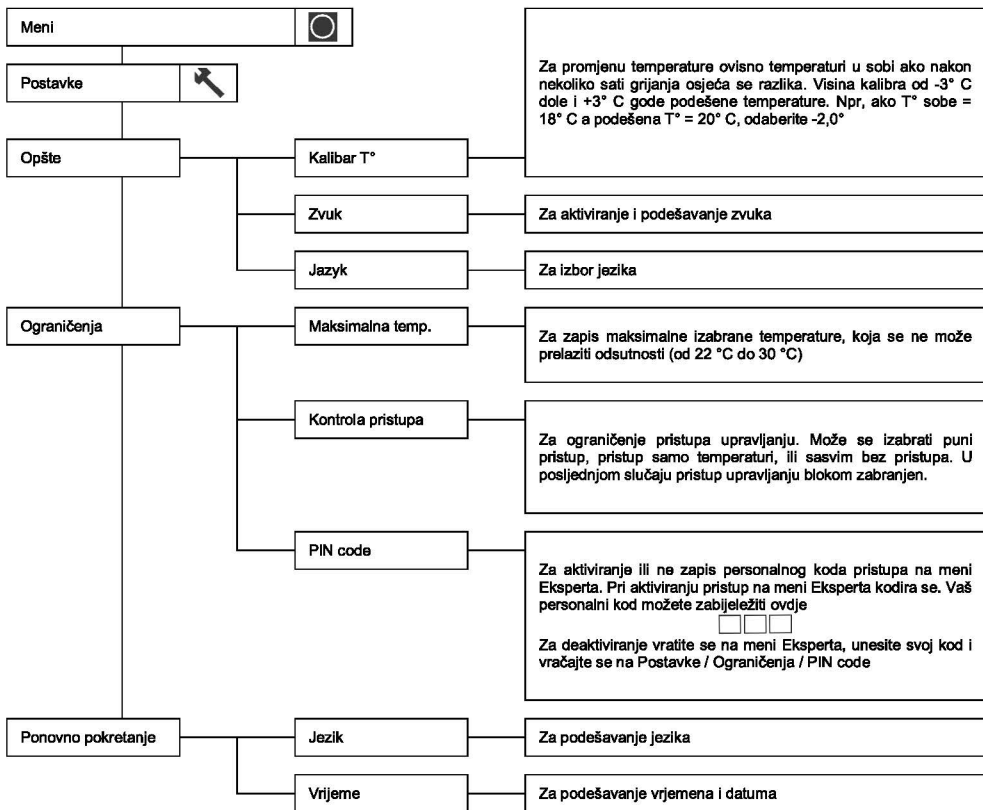 Meni
Postavke
Opšte
Kalibar T°
Za promjenu temperature ovisno temperaturi u sobi ako nakon
nekoliko sati grijanja osjeća se razlika. Visina kalibra od -3° C
dole i +3° C gode podešene temperature. Npr, ako T° sobe =
18° C a podešena T° = 20° C, odaberite -2,0°
Zvuk
Za aktiviranje i podešavanje zvuka
Jazyk
Za izbor jezika
Ograničenja
Maksimalna temp.
Za zapis maksimalne izabrane temperature, koja se ne može
prelaziti odsutnosti (od 22 °C do 30 °C)
Kontrola pristupa
Za ograničenje pristupa upravljanju. Može se izabrati puni
pristup, pristup samo temperaturi, ili sasvim bez pristupa. U
posljednjom slučaju pristup upravljanju blokom zabranjen.
PIN code
Za aktiviranje ili ne zapis personalnog koda pristupa na meni
Eksperta. Pri aktiviranju pristup na meni Eksperta kodira se. Vaš
personalni kod možete zabijeležiti ovdje
Za deaktiviranje vratite se na meni Eksperta, unesite svoj kod i
vračajte se na Postavke / Ograničenja / PIN code
Ponovno pokretanje
Jezik
Za podešavanje jezika
Vrijeme
Za podešavanje vrjemena i datuma